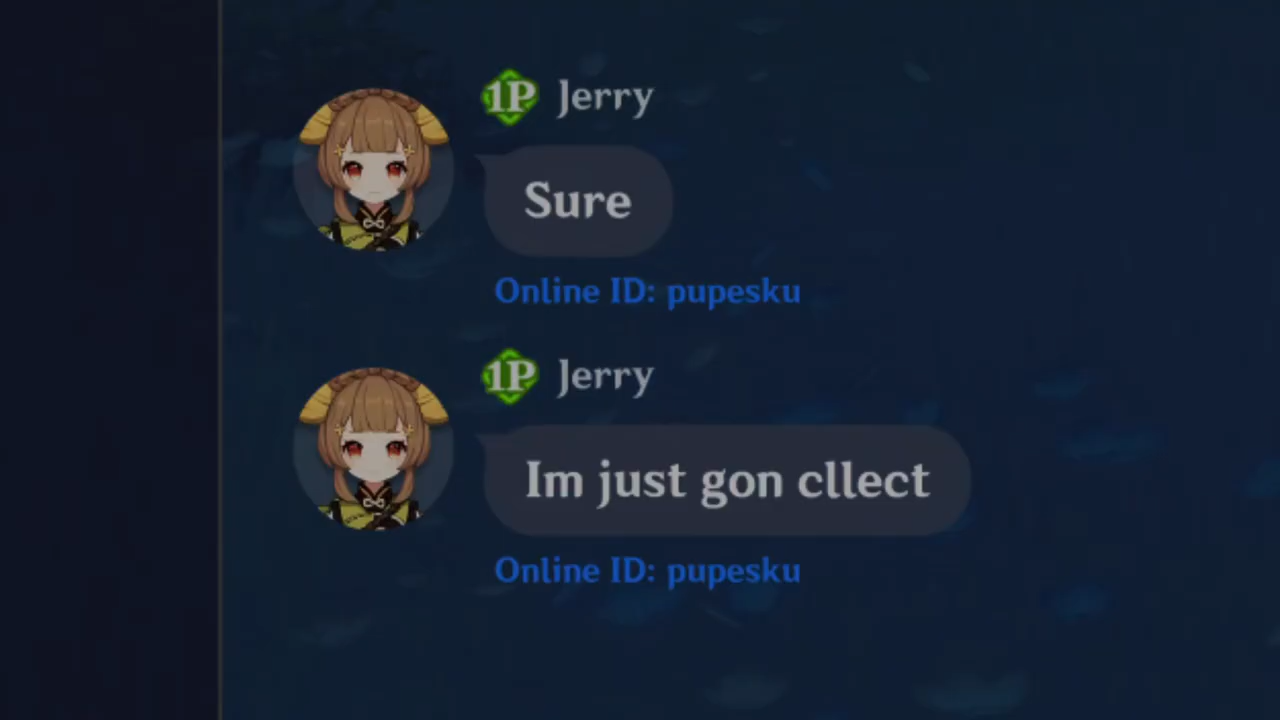 1P Jerry
Sure
Online ID: pupesku
1P Jerry
Im just gon cllect
Online ID: pupesku